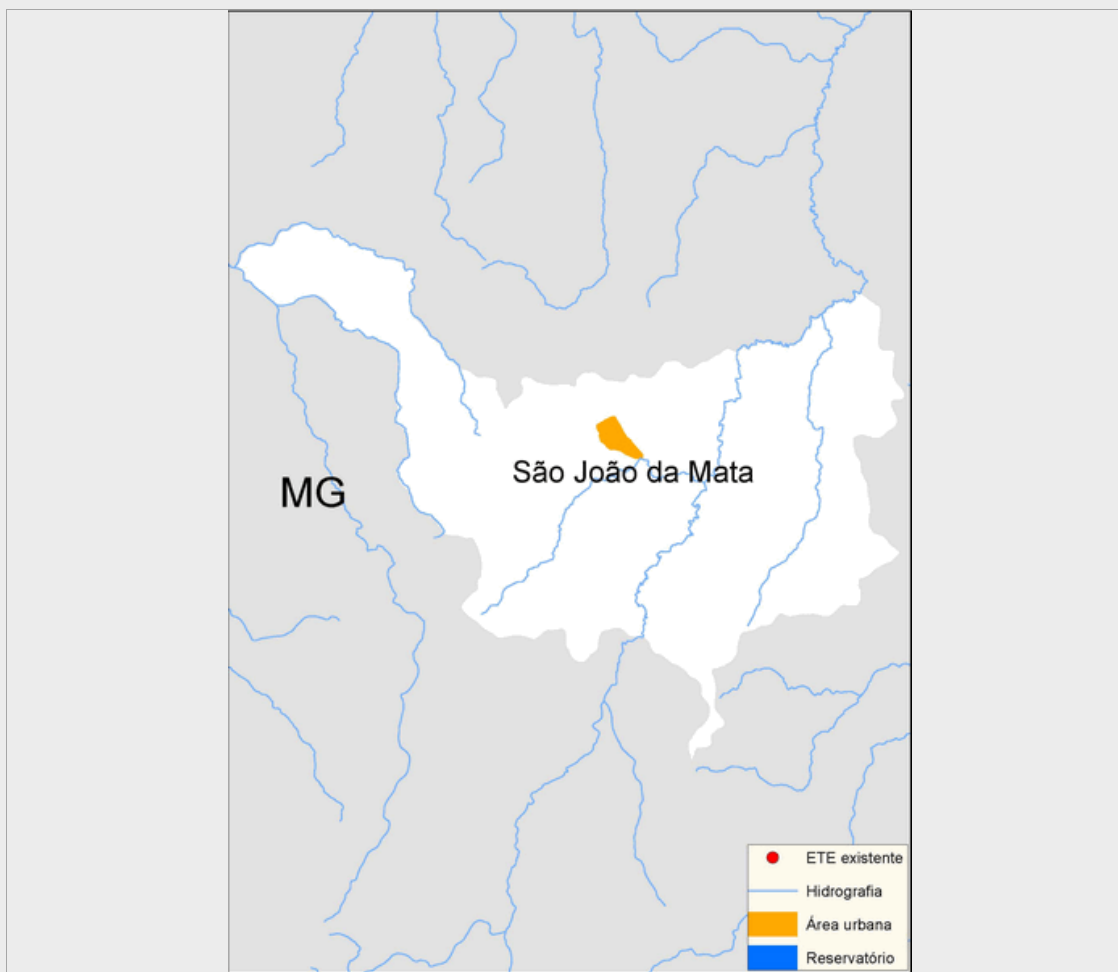 São João da Mata
MG
ETE existente
Hidrografia
Área urbana
Reservatório